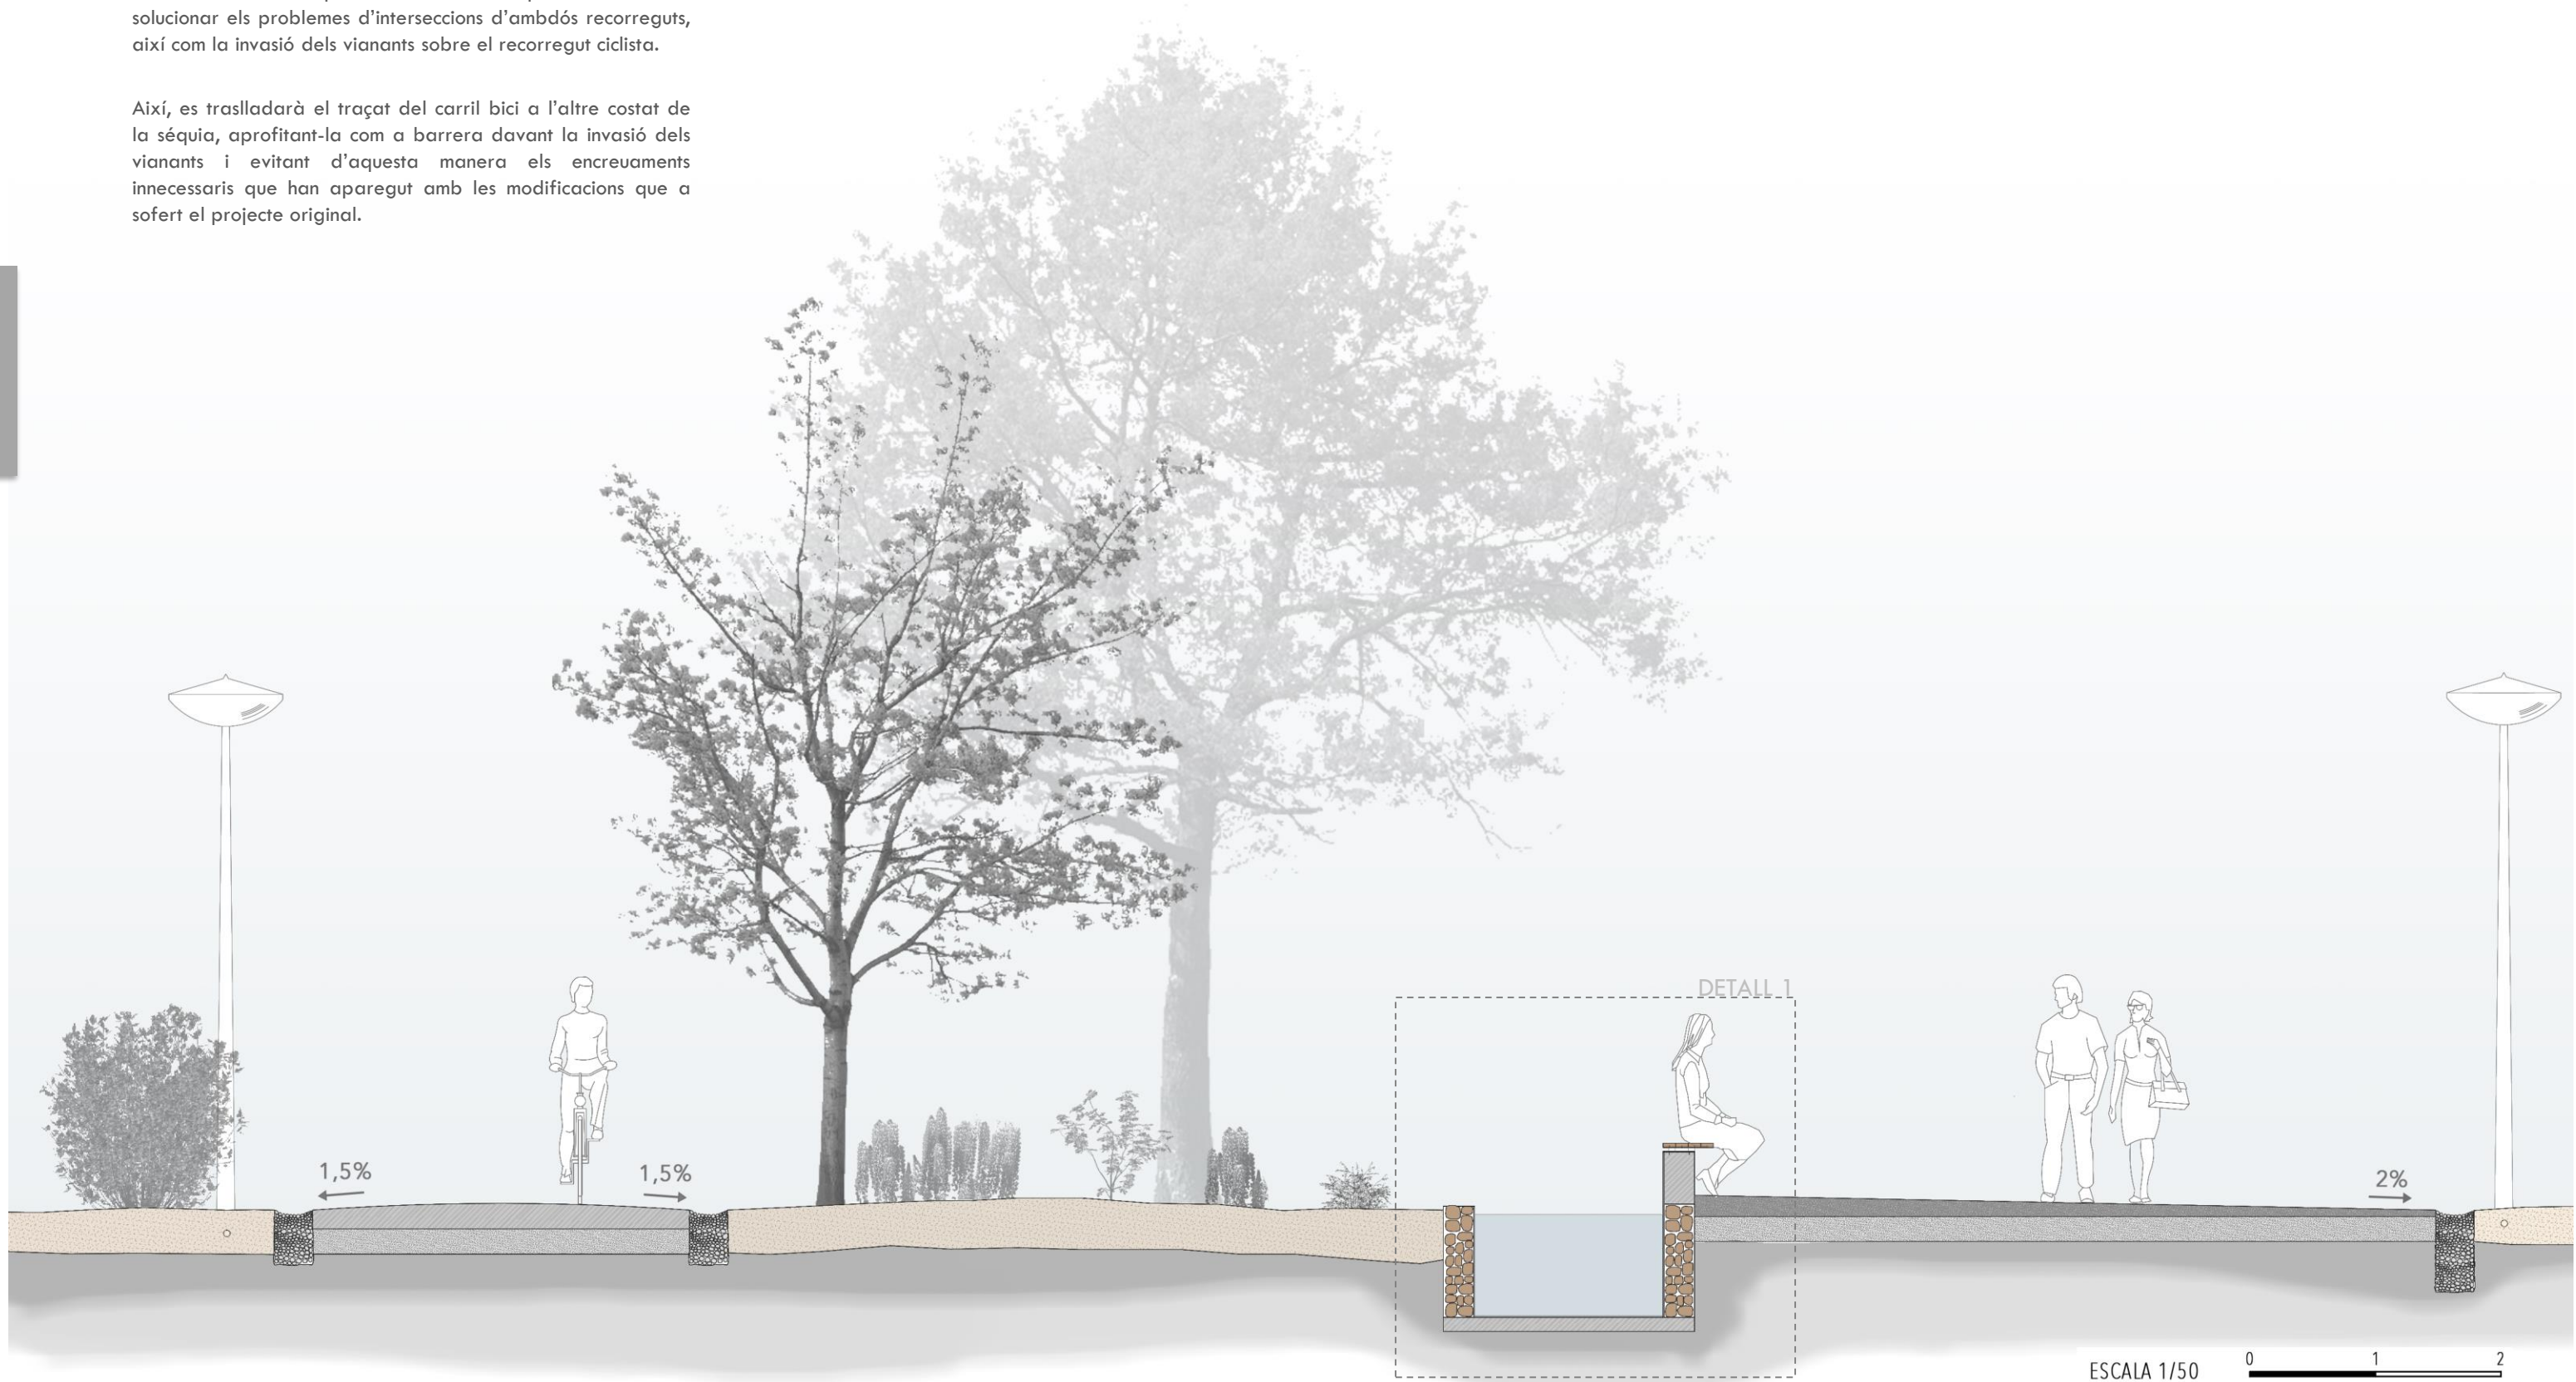 solucionar els problemes d'interseccions d'ambdós recorreguts,
així com la invasió dels vianants sobre el recorregut ciclista.
Així, es traslladarà el traçat del carril bici a l'altre costat de
la séquia, aprofitant-la com a barrera davant la invasió dels
vianants i evitant d'aquesta manera els encreuaments
innecessaris que han aparegut amb les modificacions que a
sofert el projecte original.
DETALL 1
1,5%
1,5%
2%
ESCALA 1/50
0 1 2